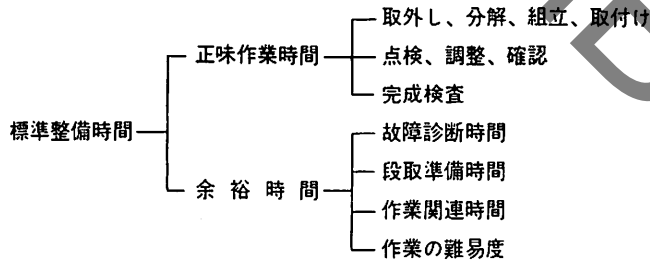 取外し、分解、組立、取付け
正味作業時間
点検、調整、確認
完成検査
標準整備時間
故障診断時間
段取準備時間
余裕時間
作業関連時間
作業の難易度